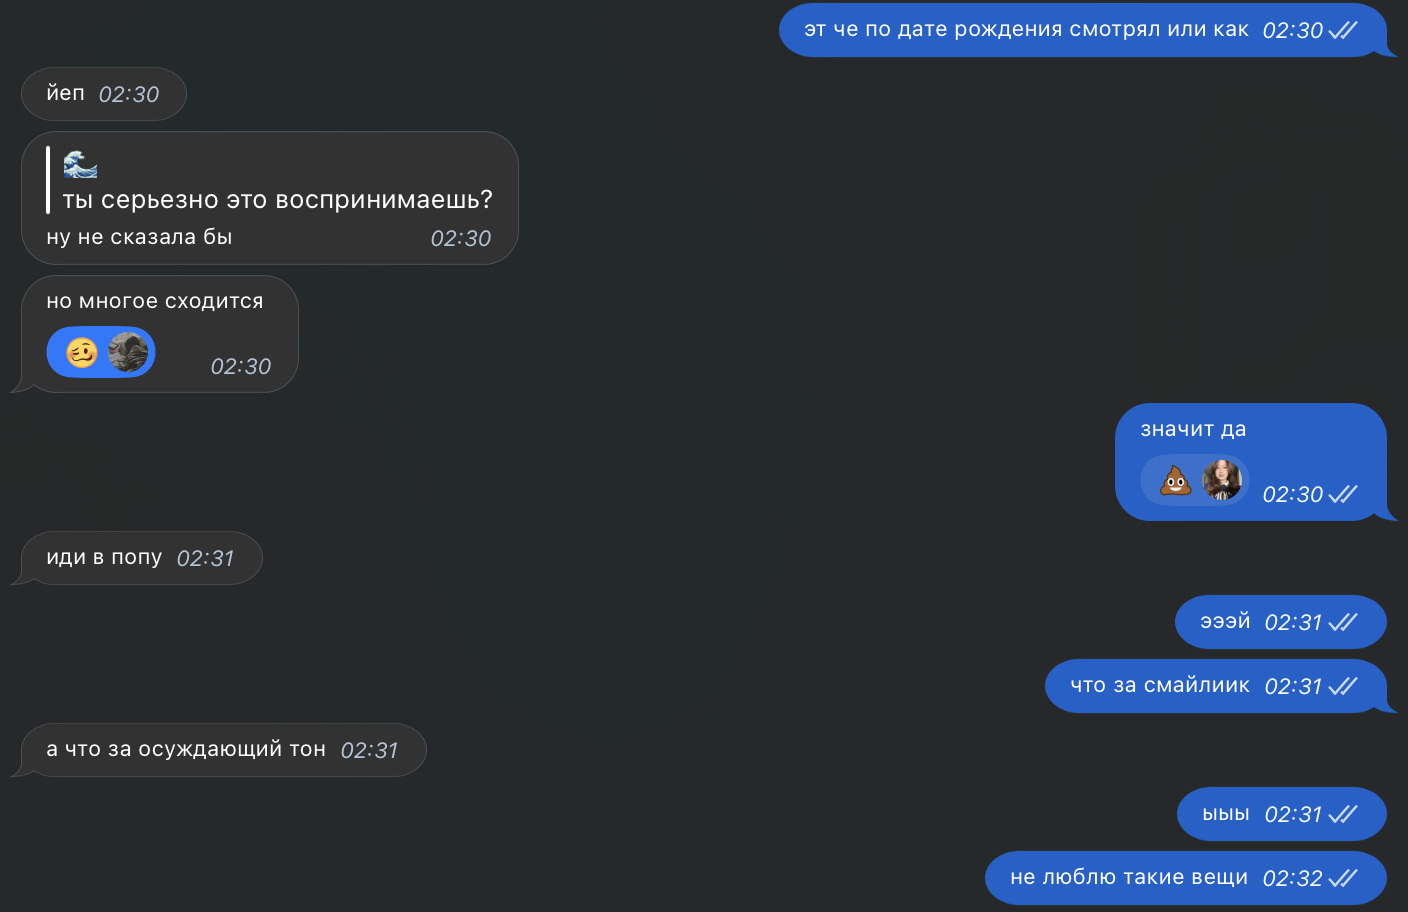 эт че по дате рождения смотрял или как 02:30
йеп 02:30
🌊
ты серьезно это воспринимаешь?
ну не сказала бы 02:30
но многое сходится
🥴 02:30
значит да
💩 02:30
иди в попу 02:31
эээй 02:31
что за смайлиик 02:31
а что за осуждающий тон 02:31
ыыы 02:31
не люблю такие вещи 02:32